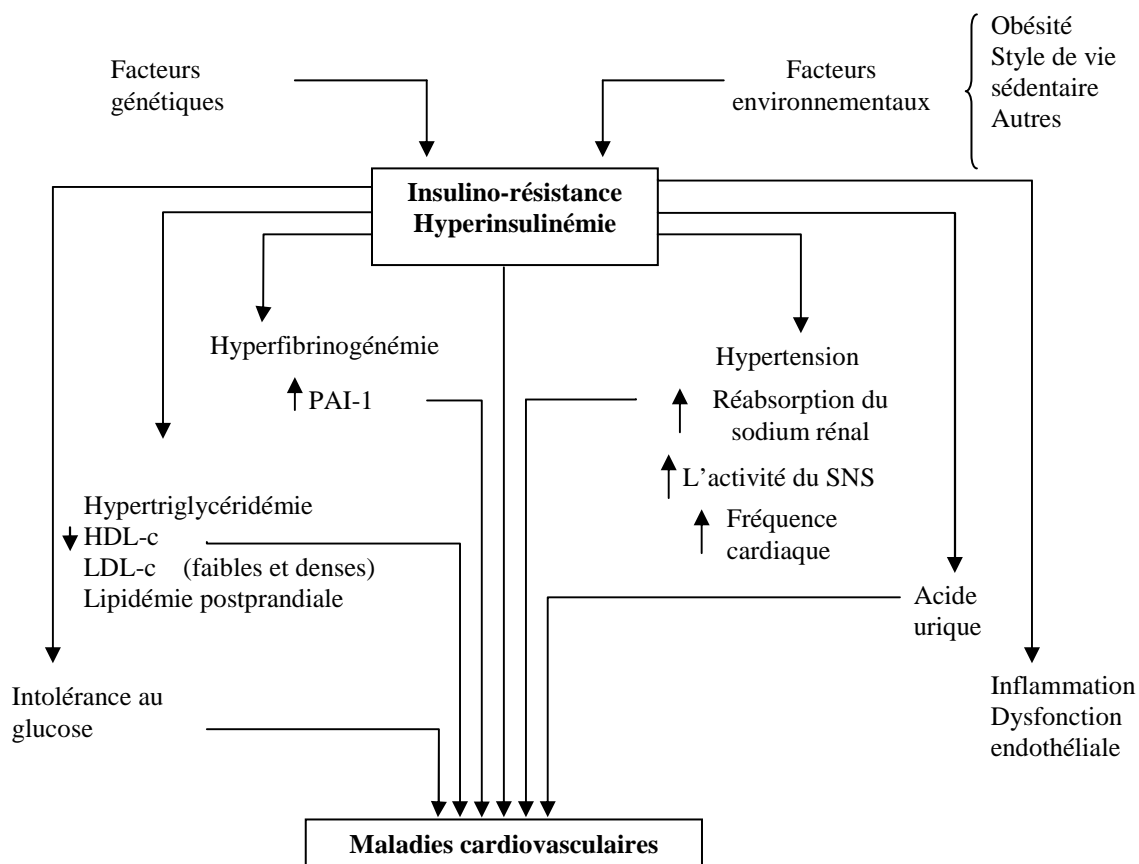 Obésité
Style de vie
sédentaire
Autres
Facteurs
génétiques
Facteurs
environnementaux
Insulino-résistance
Hyperinsulinémie
Hyperfibrinogénémie
PAI-1
Hypertension
Réabsorption du
sodium rénal
L’activité du SNS
Fréquence
cardiaque
Hypertriglycéridémie
HDL-c
LDL-c (faibles et denses)
Lipidémie postprandiale
Acide
urique
Intolérance au
glucose
Inflammation
Dysfonction
endothéliale
Maladies cardiovasculaires